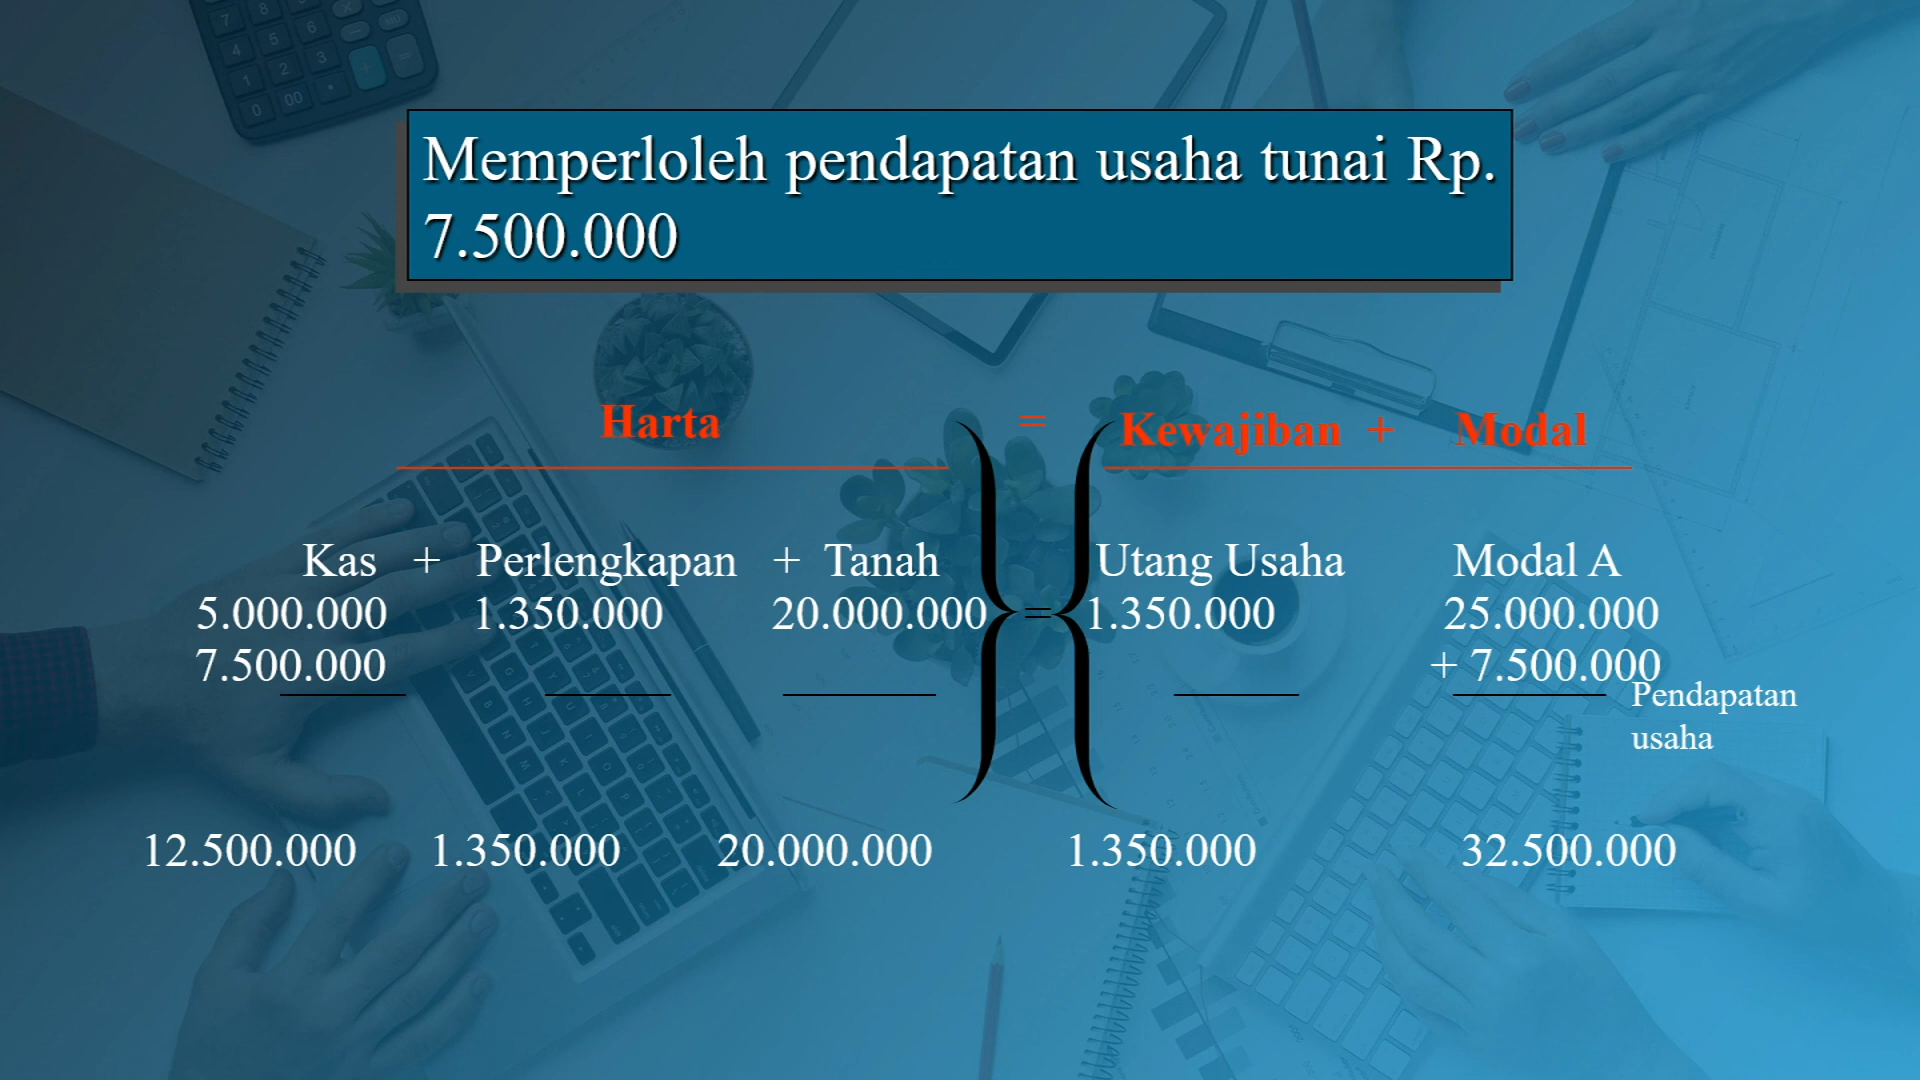 Memperloleh pendapatan usaha tunai Rp.
7.500.000
Harta = Kewajiban + Modal
Kas + Perlengkapan + Tanah Utang Usaha Modal A
5.000.000 1.350.000 20.000.000 = 1.350.000 25.000.000
7.500.000 + 7.500.000
Pendapatan
usaha
12.500.000 1.350.000 20.000.000 1.350.000 32.500.000